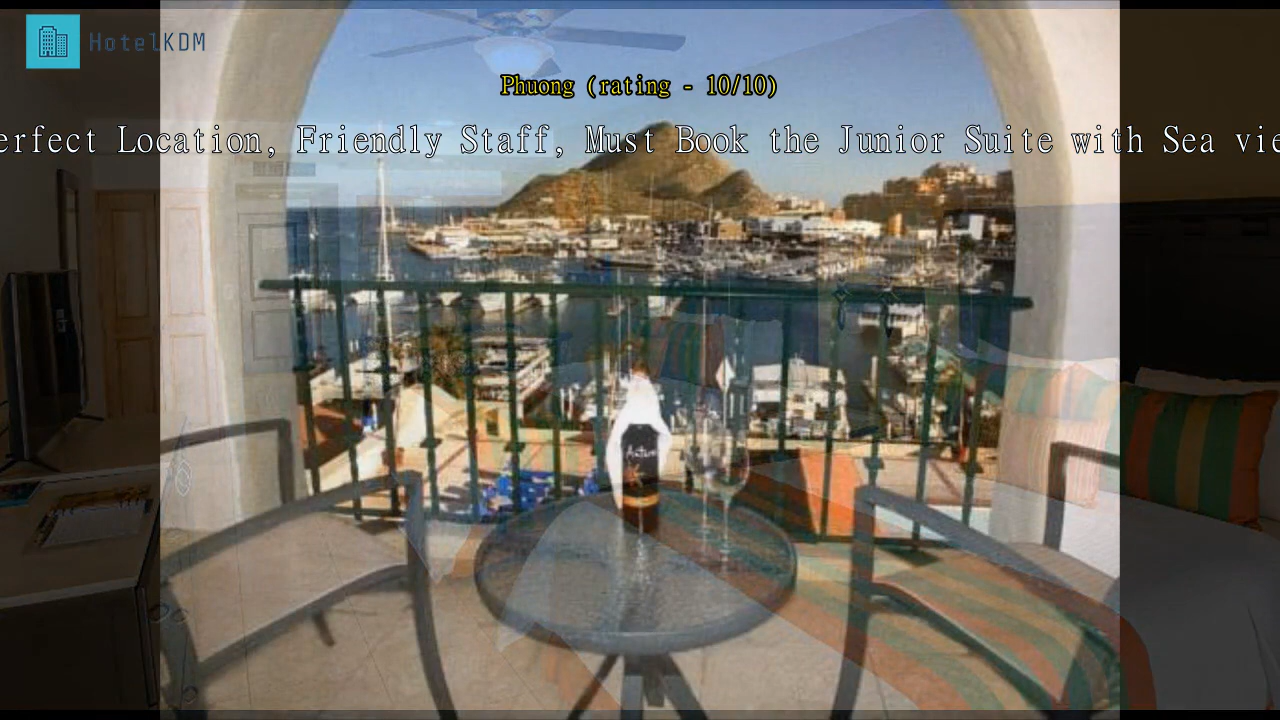 HotelKDM
Phuong (rating - 10/10)
erfect Location, Friendly Staff, Must Book the Junior Suite with Sea vie